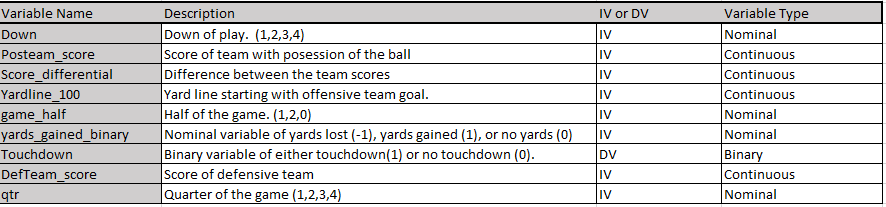 Variable Name Description IV or DV Variable Type
Down Down of play. (1,2,3,4) IV Nominal
Posteam_score Score of team with posession of the ball IV Continuous
Score_differential Difference between the team scores IV Continuous
Yardline_100 Yard line starting with offensive team goal. IV Continuous
game_half Half of the game. (1,2,0) IV Nominal
yards_gained_binary Nominal variable of yards lost (-1), yards gained (1), or no yards (0) IV Nominal
Touchdown Binary variable of either touchdown(1) or no touchdown (0). DV Binary
DefTeam_score Score of defensive team IV Continuous
qtr Quarter of the game (1,2,3,4) IV Nominal